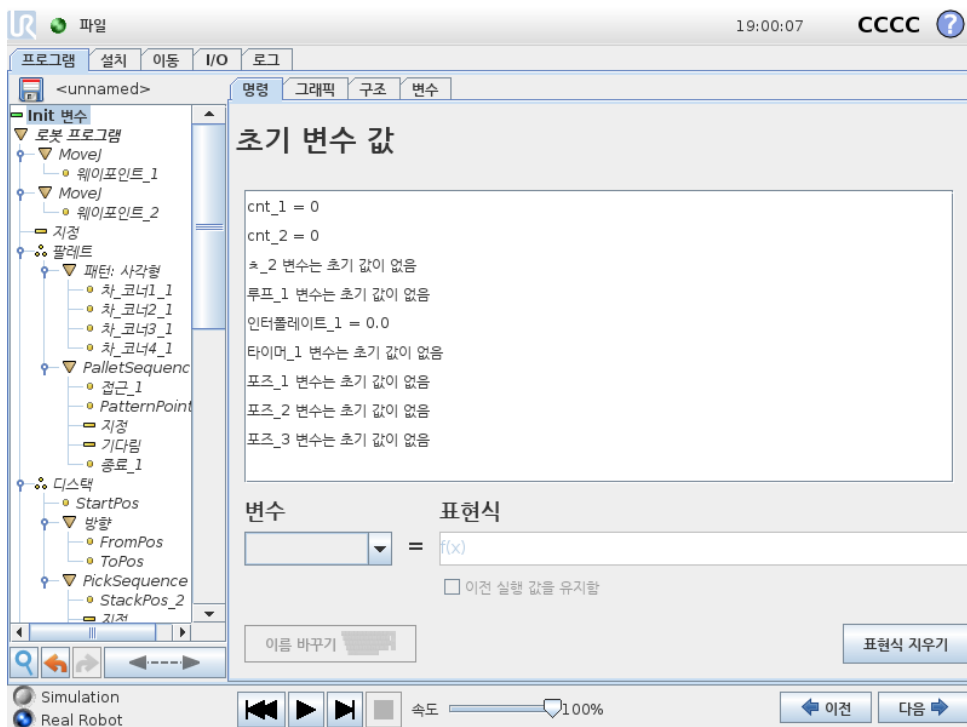 UR 파일 19:00:07 CCCC ?
프로그램 설치 이동 I/O 로그
<unnamed> 명령 그래픽 구조 변수
Init 변수
로봇 프로그램
MoveJ
웨이포인트_1
MoveJ
웨이포인트_2
지정
팔레트
패턴: 사각형
차_코너1_1
차_코너2_1
차_코너3_1
차_코너4_1
PalletSequenc
접근_1
PatternPoint
지정
기다림
종료_1
디스택
StartPos
방향
FromPos
ToPos
PickSequence
StackPos_2
지정
초기 변수 값
cnt_1 = 0
cnt_2 = 0
ㅊ_2 변수는 초기 값이 없음
루프_1 변수는 초기 값이 없음
인터폴레이트_1 = 0.0
타이머_1 변수는 초기 값이 없음
포즈_1 변수는 초기 값이 없음
포즈_2 변수는 초기 값이 없음
포즈_3 변수는 초기 값이 없음
변수 표현식
= f(x)
이전 실행 값을 유지함
이름 바꾸기 표현식 지우기
Simulation
Real Robot
속도 100% 이전 다음